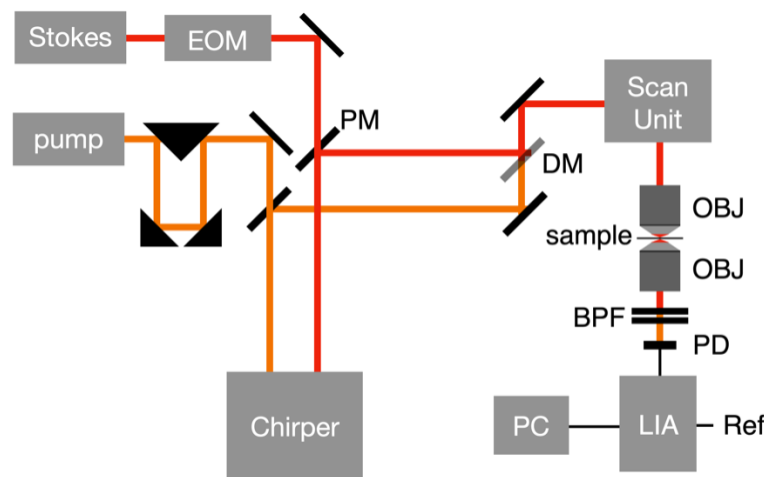 Stokes
EOM
pump
PM
DM
Scan
Unit
OBJ
sample
OBJ
BPF
PD
Chirper
PC
LIA
Ref